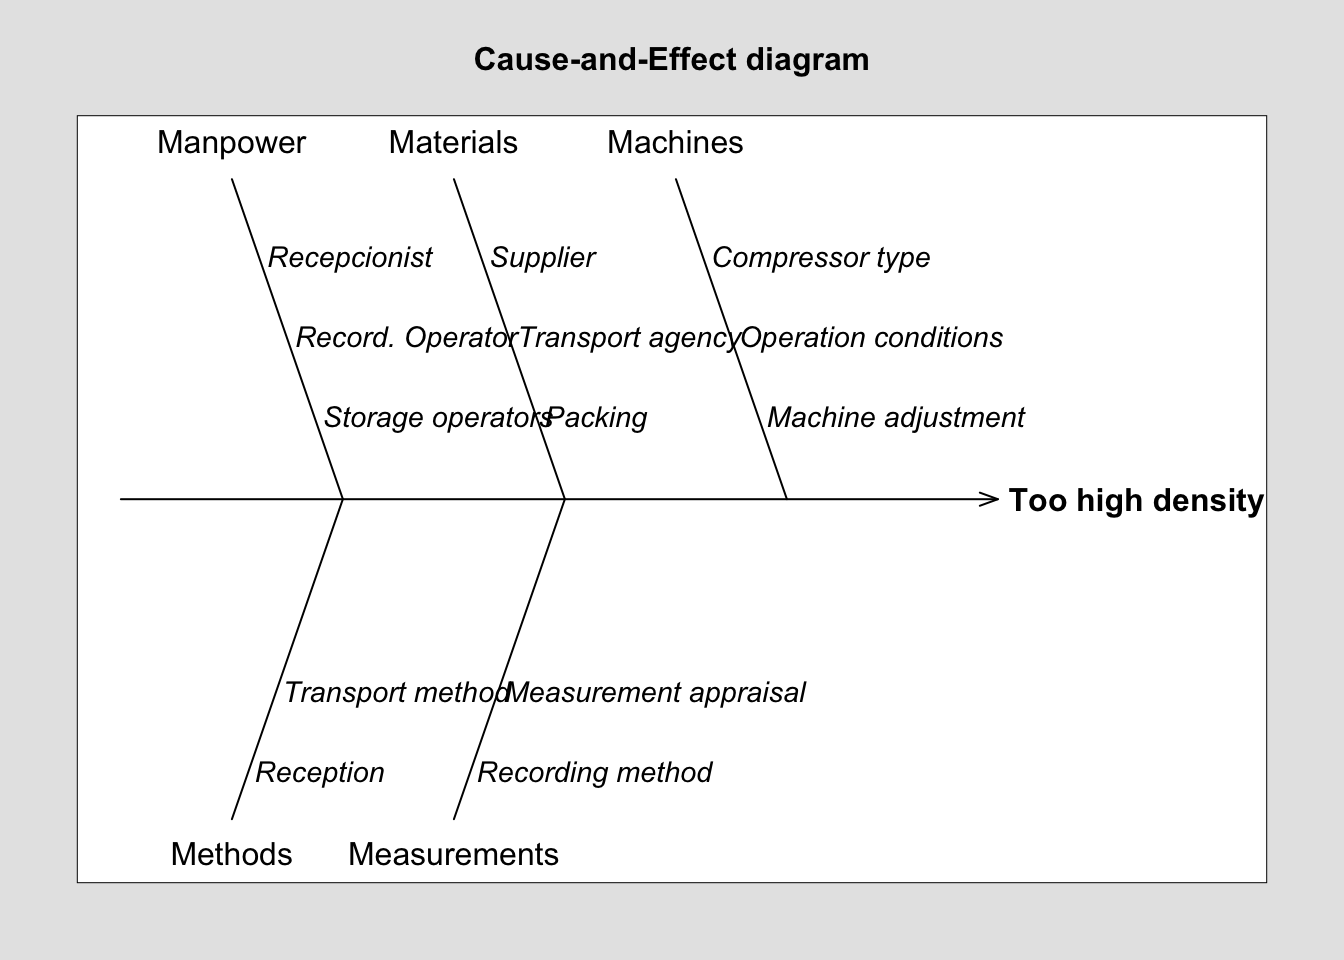 Cause-and-Effect diagram
Manpower Materials Machines
Recepcionist Supplier Compressor type
Record. Operator Transport agency Operation conditions
Storage operators Packing Machine adjustment
Too high density
Transport method Measurement appraisal
Reception Recording method
Methods Measurements